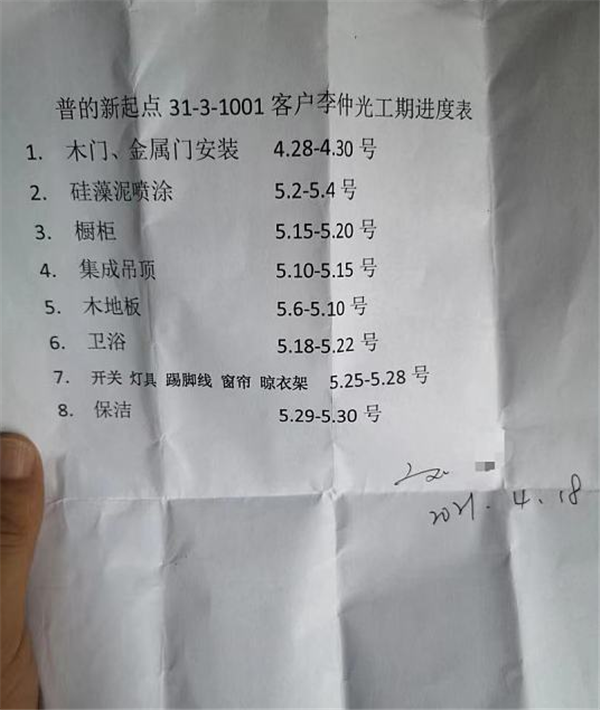 普的新起点 31-3-1001 客户李仲光工期进度表
1. 木门、金属门安装 4.28-4.30 号
2. 硅藻泥喷涂 5.2-5.4 号
3. 橱柜 5.15-5.20 号
4. 集成吊顶 5.10-5.15 号
5. 木地板 5.6-5.10 号
6. 卫浴 5.18-5.22 号
7. 开关 灯具 踢脚线 窗帘 晾衣架 5.25-5.28 号
8. 保洁 5.29-5.30 号
2021.4.18